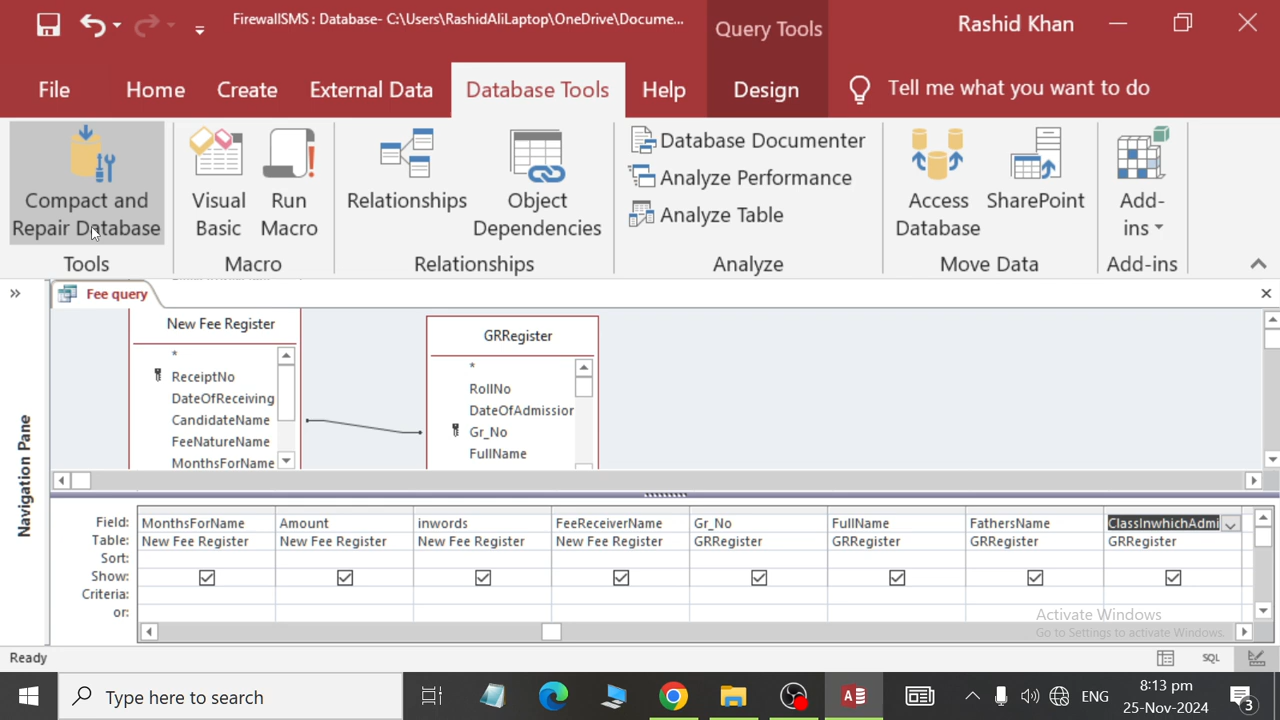 FirewallSMS : Database- C:\Users\RashidAliLaptop\OneDrive\Docume...
Query Tools
Rashid Khan
File
Home
Create
External Data
Database Tools
Help
Design
Tell me what you want to do
Compact and
Repair Database
Visual
Basic
Run
Macro
Relationships
Object
Dependencies
Database Documenter
Analyze Performance
Analyze Table
Access
Database
SharePoint
Add-
ins
Tools
Macro
Relationships
Analyze
Move Data
Add-ins
Fee query
Navigation Pane
New Fee Register
*
ReceiptNo
DateOfReceiving
CandidateName
FeeNatureName
MonthsForName
GRRegister
*
RollNo
DateOfAdmission
Gr_No
FullName
Field: MonthsForName Amount inwords FeeReceiverName Gr_No FullName FathersName ClassInwhichAdmi
Table: New Fee Register New Fee Register New Fee Register New Fee Register GRRegister GRRegister GRRegister GRRegister
Sort:
Show:
Criteria:
or:
Activate Windows
Go to Settings to activate Windows.
Ready
SQL
Type here to search
ENG
8:13 pm
25-Nov-2024
3